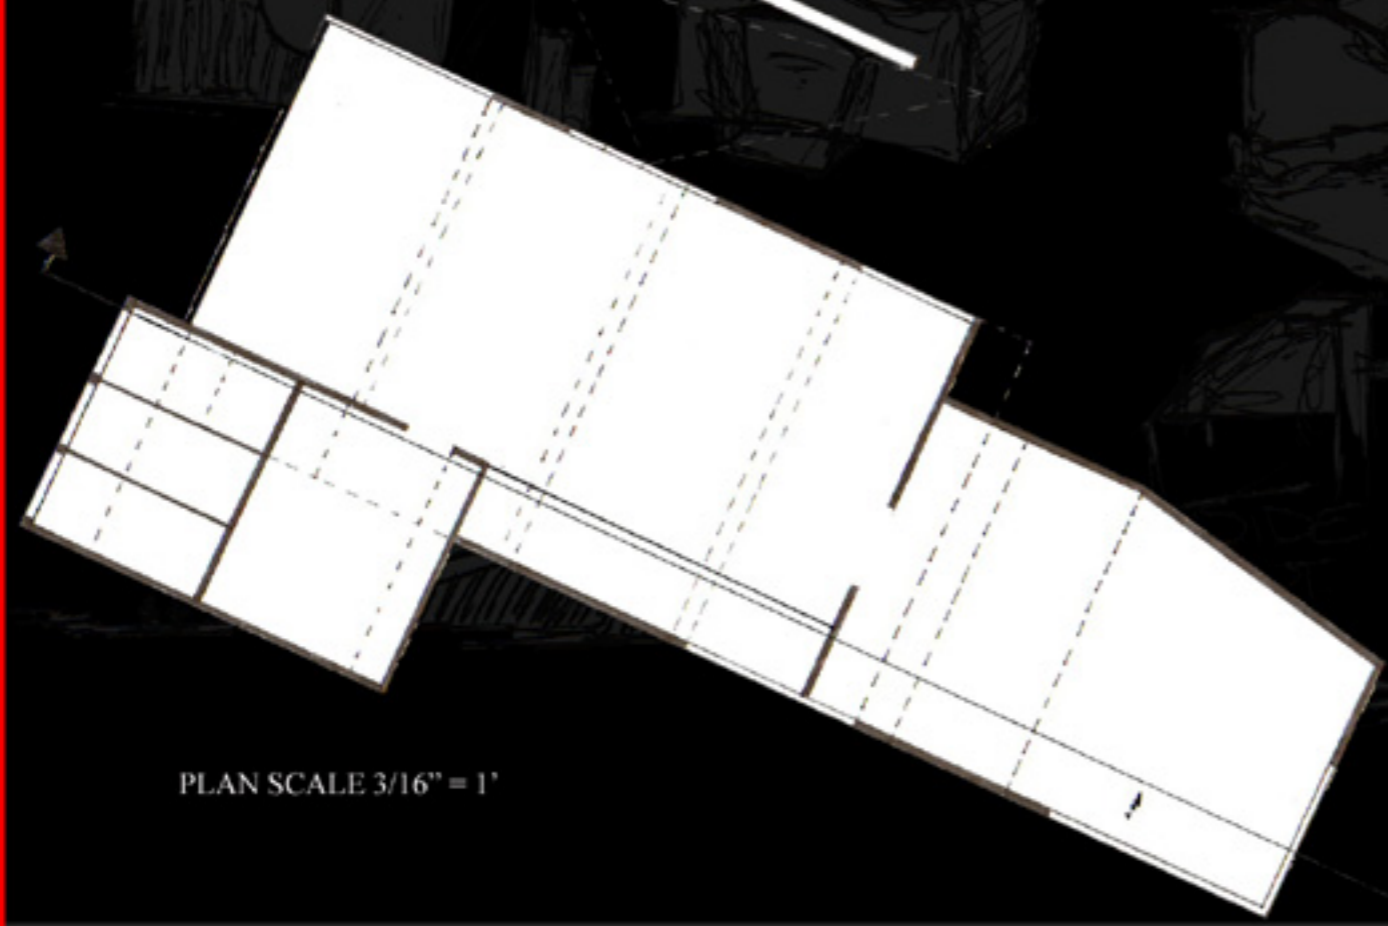 PLAN SCALE 3/16” = 1’